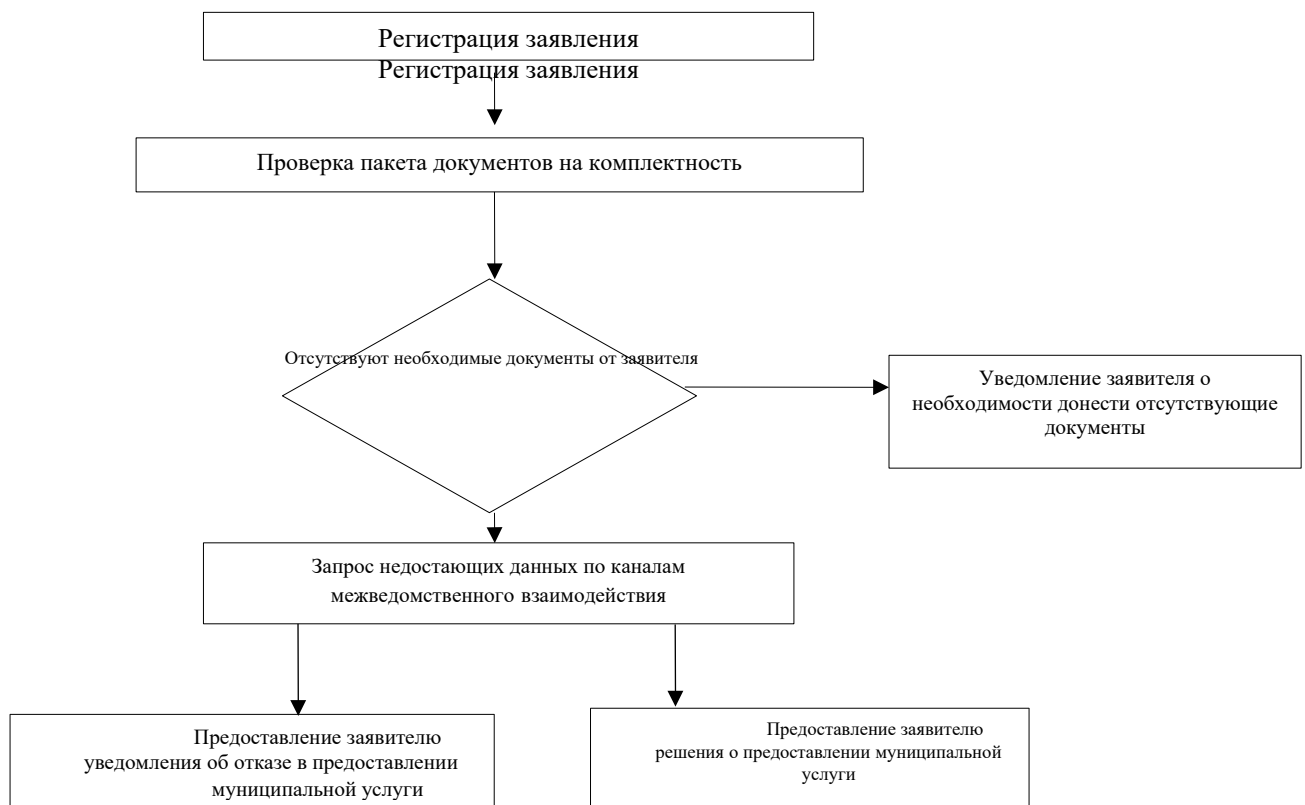 Регистрация заявления
Регистрация заявления
Проверка пакета документов на комплектность
Отсутствуют необходимые документы от заявителя
Уведомление заявителя о
необходимости донести отсутствующие
документы
Запрос недостающих данных по каналам
межведомственного взаимодействия
Предоставление заявителю
уведомления об отказе в предоставлении
муниципальной услуги
Предоставление заявителю
решения о предоставлении муниципальной
услуги